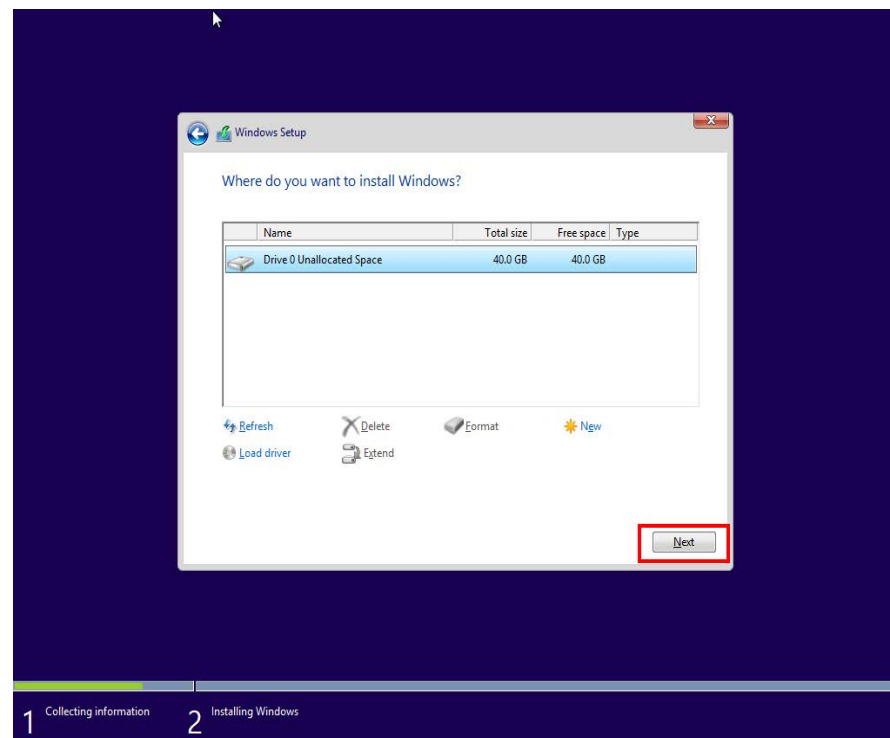 Windows Setup
Where do you want to install Windows?
Name Total size Free space Type
Drive 0 Unallocated Space 40.0 GB 40.0 GB
Refresh Delete Format New
Load driver Extend
Next
1 Collecting information 2 Installing Windows